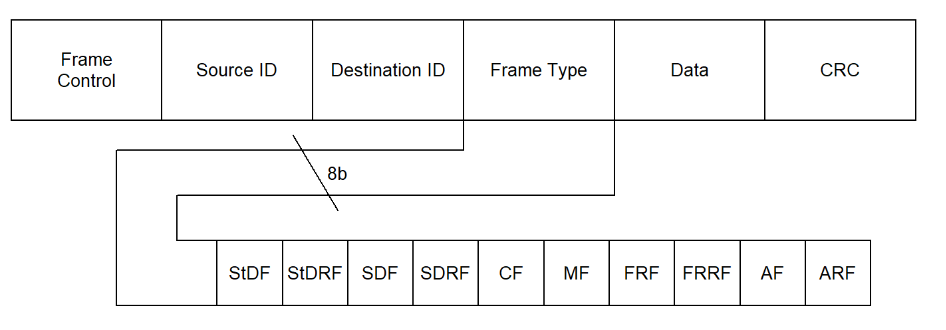 Frame
Control
Source ID
Destination ID
Frame Type
Data
CRC
8b
StDF
StDRF
SDF
SDRF
CF
MF
FRF
FRRF
AF
ARF